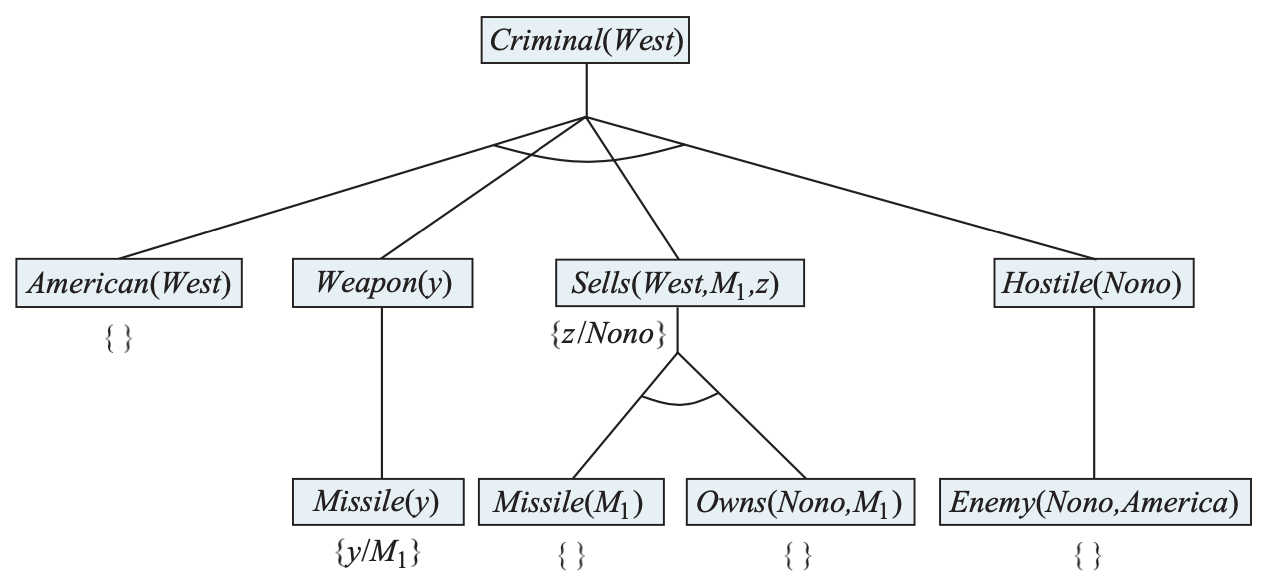 Criminal(West)
American(West)
Weapon(y)
Sells(West,M₁,z)
Hostile(Nono)
{ }
{z/Nono}
Missile(y)
Missile(M₁)
Owns(Nono,M₁)
Enemy(Nono,America)
{y/M₁}
{ }
{ }
{ }